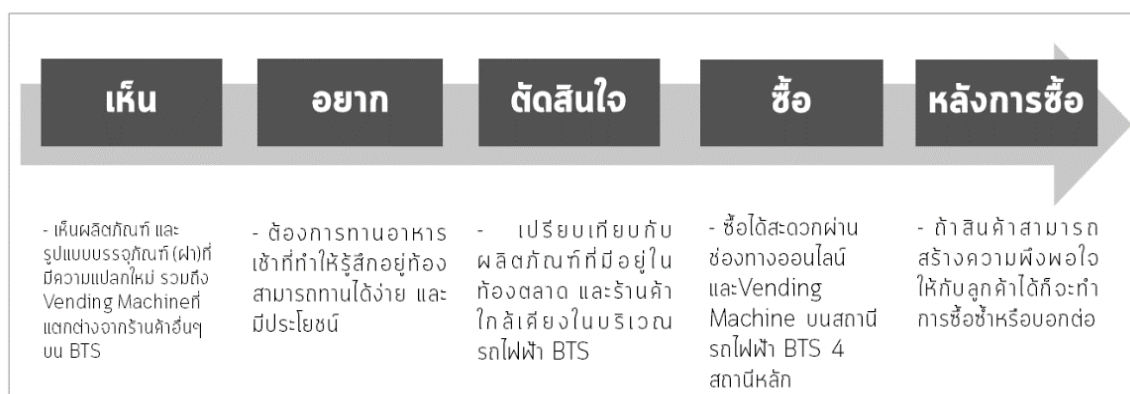 เห็น
อยาก
ตัดสินใจ
ซื้อ
หลังการซื้อ
- เห็นผลิตภัณฑ์ และ
รูปแบบบรรจุภัณฑ์ (ฝา)ที่
มีความแปลกใหม่ รวมถึง
Vending Machineที่
แตกต่างจากร้านค้าอื่นๆ
บน BTS
- ต้องการทานอาหาร
เช้าที่ทำให้รู้สึกอยู่ท้อง
สามารถทานได้ง่าย และ
มีประโยชน์
- เปรียบเทียบกับ
ผลิตภัณฑ์ที่มีอยู่ใน
ท้องตลาด และร้านค้า
ใกล้เคียงในบริเวณ
รถไฟฟ้า BTS
- ซื้อได้สะดวกผ่าน
ช่องทางออนไลน์
และVending
Machine บนสถานี
รถไฟฟ้า BTS 4
สถานีหลัก
- ถ้าสินค้าสามารถ
สร้างความพึงพอใจ
ให้กับลูกค้าได้ก็จะทำ
การซื้อซ้ำหรือบอกต่อ